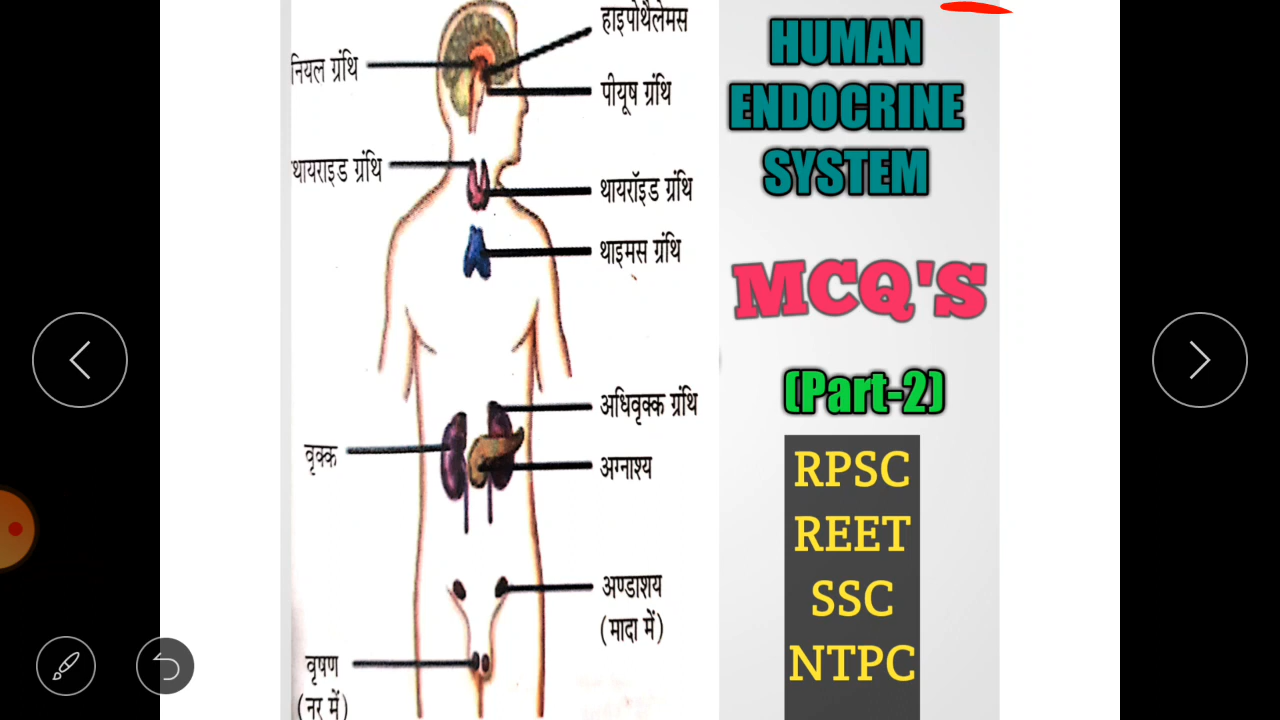 हाइपोथैलेमस
नियल ग्रंथि
पीयूष ग्रंथि
थायराइड ग्रंथि
थायरॉइड ग्रंथि
थाइमस ग्रंथि
अधिवृक्क ग्रंथि
वृक्क
अग्नाश्य
अण्डाशय
(मादा में)
वृषण
(नर में)
HUMAN
ENDOCRINE
SYSTEM
MCQ'S
(Part-2)
RPSC
REET
SSC
NTPC